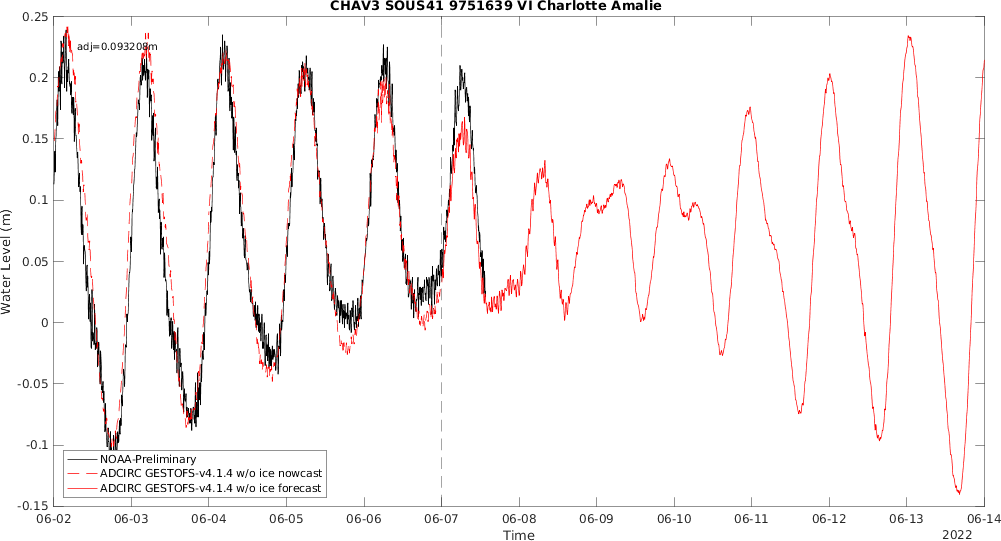 CHAV3 SOUS41 9751639 VI Charlotte Amalie
0.25
adj=0.093208m
0.2
0.15
0.1
0.05
0
-0.05
-0.1
-0.15
Water Level (m)
NOAA-Preliminary
ADCIRC GESTOFS-v4.1.4 w/o ice nowcast
ADCIRC GESTOFS-v4.1.4 w/o ice forecast
06-02 06-03 06-04 06-05 06-06 06-07 06-08 06-09 06-10 06-11 06-12 06-13 06-14
Time
2022